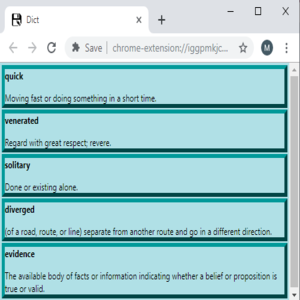 Dict
Save
chrome-extension://iggpmkjc...
M
quick
Moving fast or doing something in a short time.
venerated
Regard with great respect; revere.
solitary
Done or existing alone.
diverged
(of a road, route, or line) separate from another route and go in a different direction.
evidence
The available body of facts or information indicating whether a belief or proposition is
true or valid.